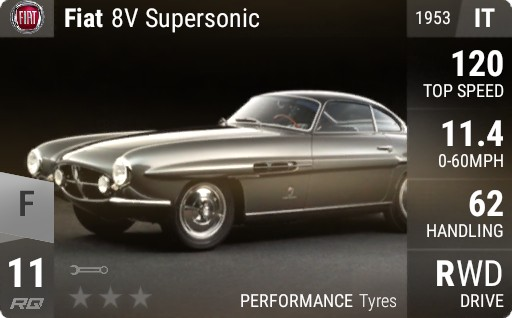 FIAT
Fiat 8V Supersonic
1953 IT
120
TOP SPEED
11.4
0-60MPH
62
HANDLING
RWD
DRIVE
F
11
RQ
PERFORMANCE Tyres